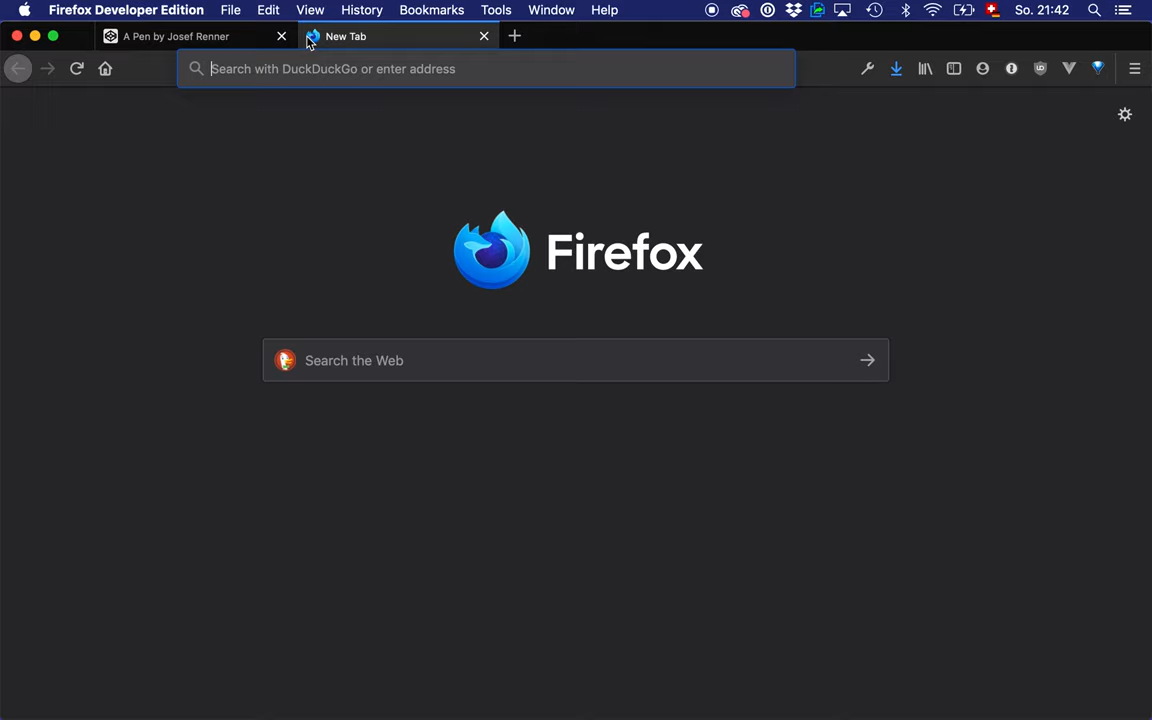 Firefox Developer Edition File Edit View History Bookmarks Tools Window Help So. 21:42
A Pen by Josef Renner New Tab
Search with DuckDuckGo or enter address
Firefox
Search the Web